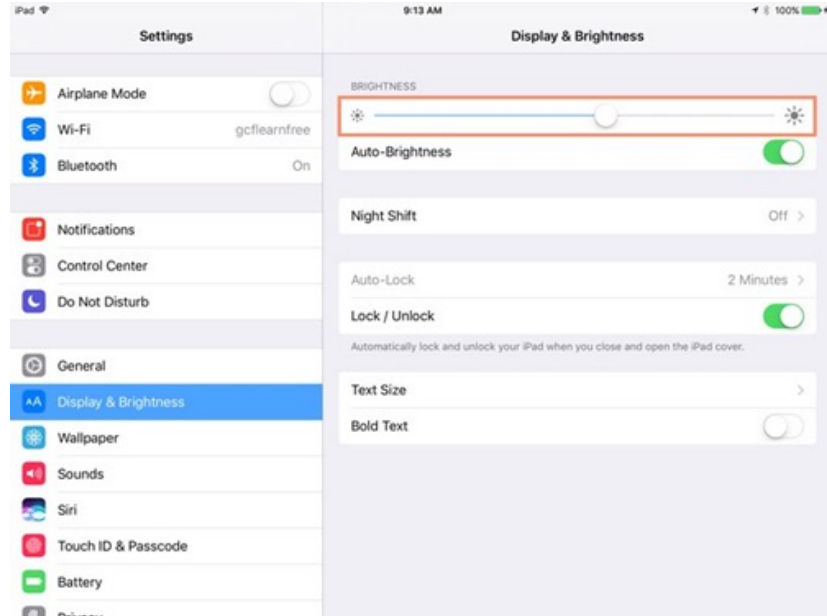 iPad 9:13 AM 100%
Settings
Display & Brightness
Airplane Mode
Wi-Fi gcflearnfree
Bluetooth On
Notifications
Control Center
Do Not Disturb
General
AA Display & Brightness
Wallpaper
Sounds
Siri
Touch ID & Passcode
Battery
Privacy
BRIGHTNESS
Auto-Brightness
Night Shift Off
Auto-Lock 2 Minutes
Lock / Unlock
Automatically lock and unlock your iPad when you close and open the iPad cover.
Text Size
Bold Text